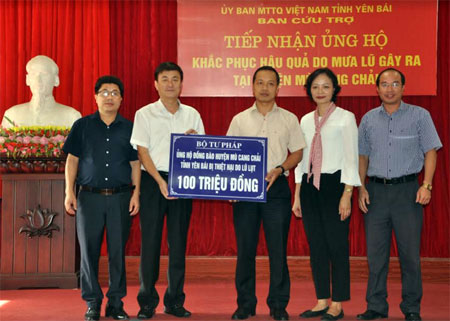 ỦY BAN MTTQ VIỆT NAM TỈNH YÊN BÁI
BAN CỨU TRỢ
TIẾP NHẬN ỦNG HỘ
KHẮC PHỤC HẬU QUẢ DO MƯA LŨ GÂY RA
TẠI CHẢI
BỘ TƯ PHÁP
ỦNG HỘ ĐỒNG BÀO HUYỆN MÙ CANG CHẢI
TỈNH YÊN BÁI BỊ THIỆT HẠI DO LŨ LỤT
100 TRIỆU ĐỒNG